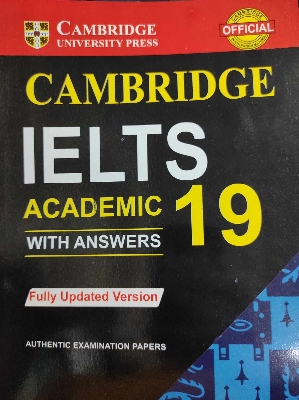 CAMBRIDGE
UNIVERSITY PRESS
OFFICIAL
CAMBRIDGE
IELTS
ACADEMIC 19
WITH ANSWERS
Fully Updated Version
AUTHENTIC EXAMINATION PAPERS